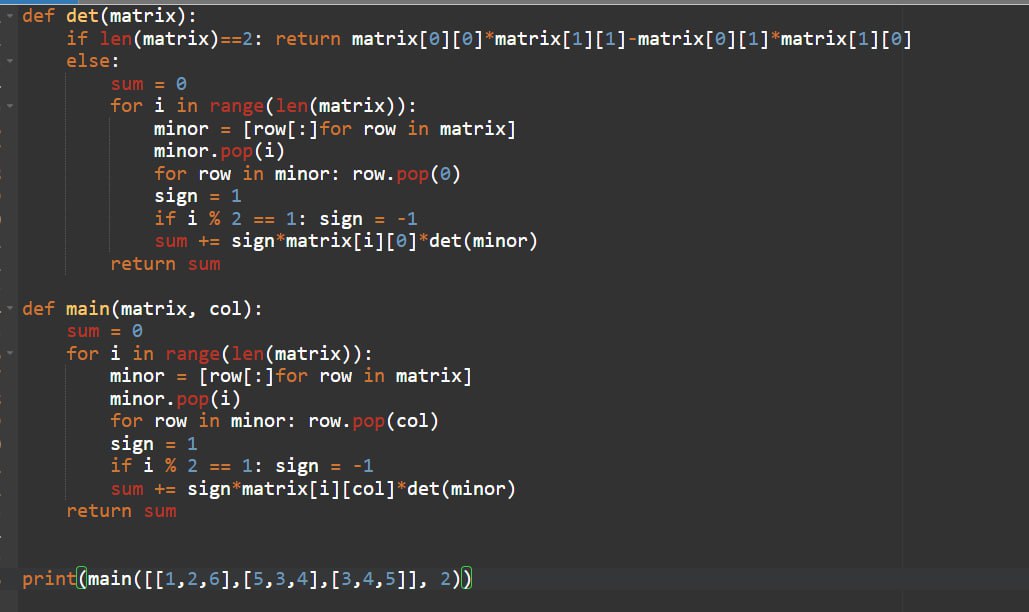 def det(matrix):
    if len(matrix)==2: return matrix[0][0]*matrix[1][1]-matrix[0][1]*matrix[1][0]
    else:
        sum = 0
        for i in range(len(matrix)):
            minor = [row[:]for row in matrix]
            minor.pop(i)
            for row in minor: row.pop(0)
            sign = 1
            if i % 2 == 1: sign = -1
            sum += sign*matrix[i][0]*det(minor)
        return sum
def main(matrix, col):
    sum = 0
    for i in range(len(matrix)):
        minor = [row[:]for row in matrix]
        minor.pop(i)
        for row in minor: row.pop(col)
        sign = 1
        if i % 2 == 1: sign = -1
        sum += sign*matrix[i][col]*det(minor)
    return sum
print(main([[1,2,6],[5,3,4],[3,4,5]], 2))